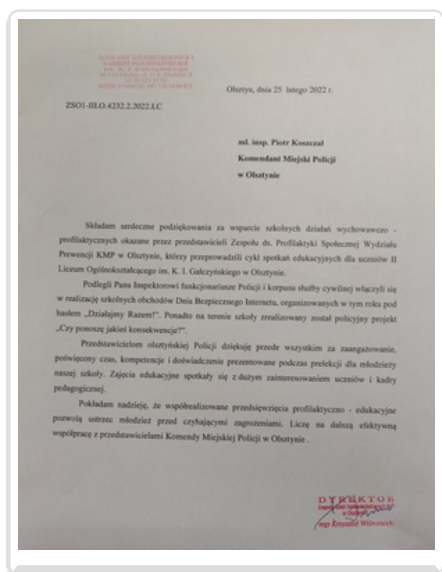 Olsztyn, dnia 25 lutego 2022 r.
ZSO1-IILO.4232.2.2022.LC
mł. insp. Piotr Koszczał
Komendant Miejski Policji
w Olsztynie
Składam serdeczne podziękowania za wsparcie szkolnych działań wychowawczo -
profilaktycznych okazane przez przedstawicieli Zespołu ds. Profilaktyki Społecznej Wydziału
Prewencji KMP w Olsztynie, którzy przeprowadzili cykl spotkań edukacyjnych dla uczniów II
Liceum Ogólnokształcącego im. K. I. Gałczyńskiego w Olsztynie.
Podlegli Panu Inspektorowi funkcjonariusze Policji i korpusu służby cywilnej włączyli się
w realizację szkolnych obchodów Dnia Bezpiecznego Internetu, organizowanych w tym roku pod
hasłem „Działajmy Razem!”. Ponadto na terenie szkoły zrealizowany został policyjny projekt
„Czy ponoszę jakieś konsekwencje?”.
Przedstawicielom olsztyńskiej Policji dziękuję przede wszystkim za zaangażowanie,
poświęcony czas, kompetencje i doświadczenie prezentowane podczas prelekcji dla młodzieży
naszej szkoły. Zajęcia edukacyjne spotkały się z dużym zainteresowaniem uczniów i kadry
pedagogicznej.
Pokładam nadzieję, że współrealizowane przedsięwzięcia profilaktyczno - edukacyjne
pozwolą ustrzec młodzież przed czyhającymi zagrożeniami. Liczę na dalszą efektywną
współpracę z przedstawicielami Komendy Miejskiej Policji w Olsztynie .
DYREKTOR
w Olsztynie
mgr Krzysztof